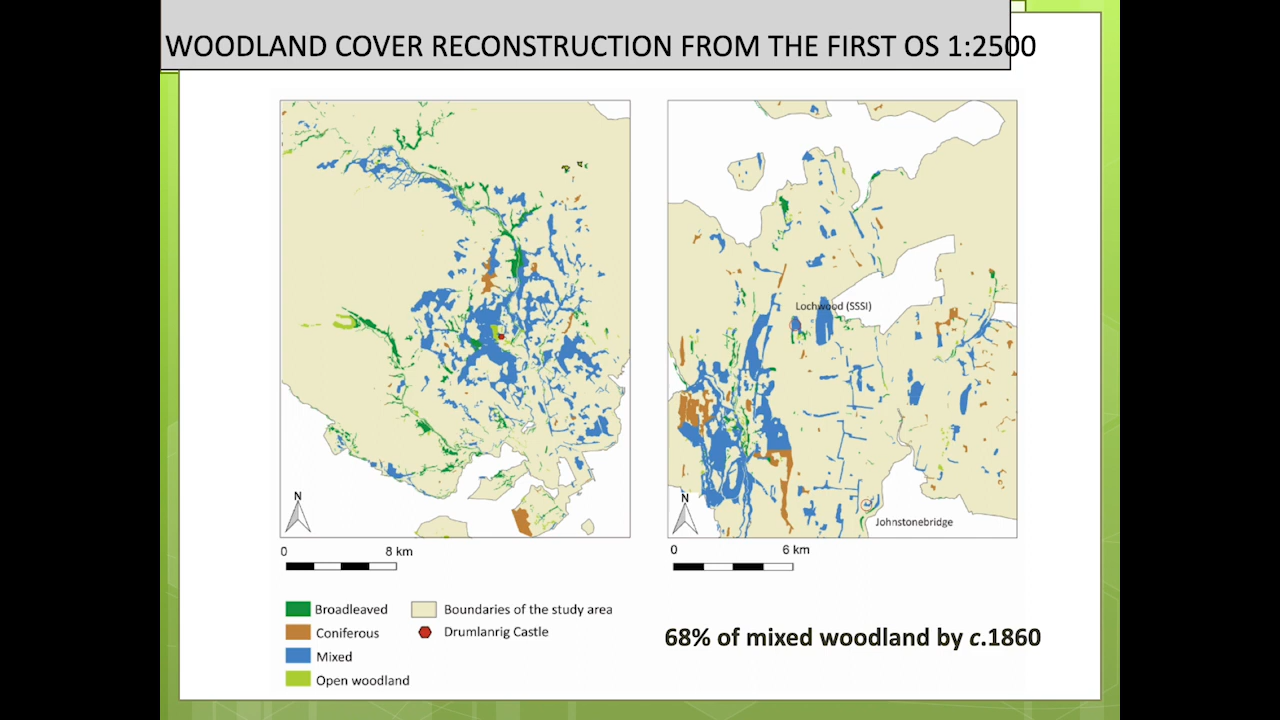 WOODLAND COVER RECONSTRUCTION FROM THE FIRST OS 1:2500
Lochwood (SSSI)
N
N
Johnstonebridge
0 8 km
0 6 km
Broadleaved
Boundaries of the study area
Coniferous
Drumlanrig Castle
Mixed
Open woodland
68% of mixed woodland by c.1860